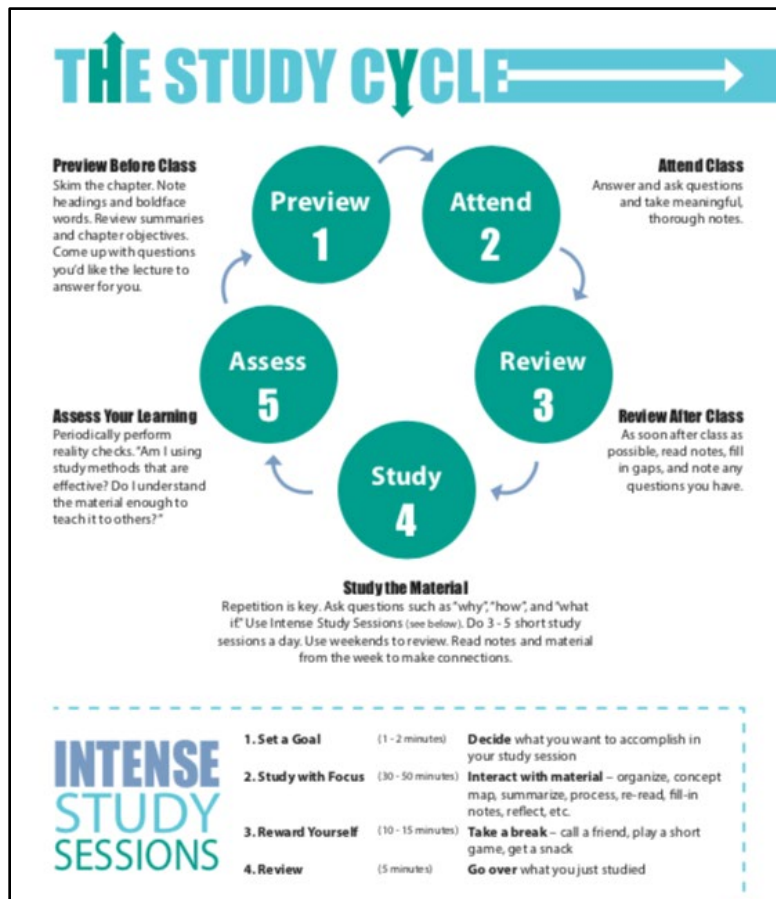 THE STUDY CYCLE
Preview Before Class
Skim the chapter. Note
headings and boldface
words. Review summaries
and chapter objectives.
Come up with questions
you'd like the lecture to
answer for you.
Preview
1
Attend
2
Attend Class
Answer and ask questions
and take meaningful,
thorough notes.
Assess
5
Review
3
Assess Your Learning
Periodically perform
reality checks. "Am I using
study methods that are
effective? Do I understand
the material enough to
teach it to others?"
Review After Class
As soon after class as
possible, read notes, fill
in gaps, and note any
questions you have.
Study
4
Study the Material
Repetition is key. Ask questions such as "why", "how", and "what
if." Use Intense Study Sessions (see below). Do 3 - 5 short study
sessions a day. Use weekends to review. Read notes and material
from the week to make connections.
INTENSE
STUDY
SESSIONS
1. Set a Goal (1 - 2 minutes) Decide what you want to accomplish in
your study session
2. Study with Focus (30 - 50 minutes) Interact with material – organize, concept
map, summarize, process, re-read, fill-in
notes, reflect, etc.
3. Reward Yourself (10 - 15 minutes) Take a break – call a friend, play a short
game, get a snack
4. Review (5 minutes) Go over what you just studied